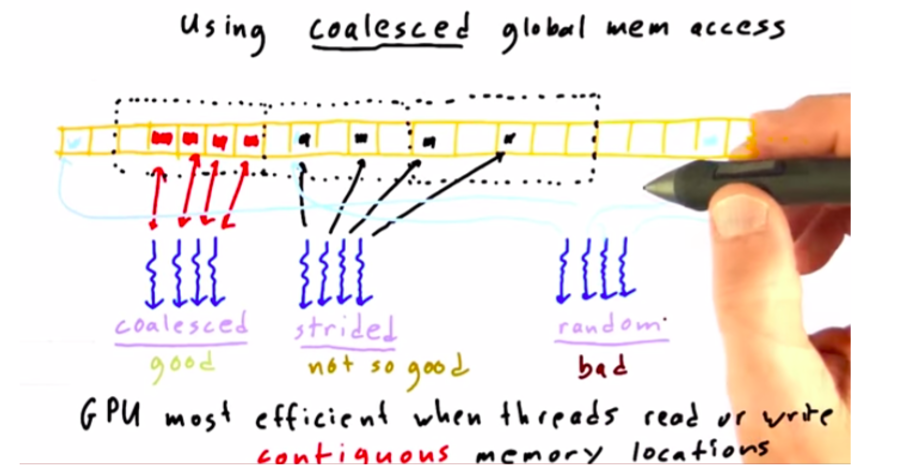 Using coalesced global mem access
coalesced strided random
good not so good bad
GPU most efficient when threads read or write
contiguous memory locations